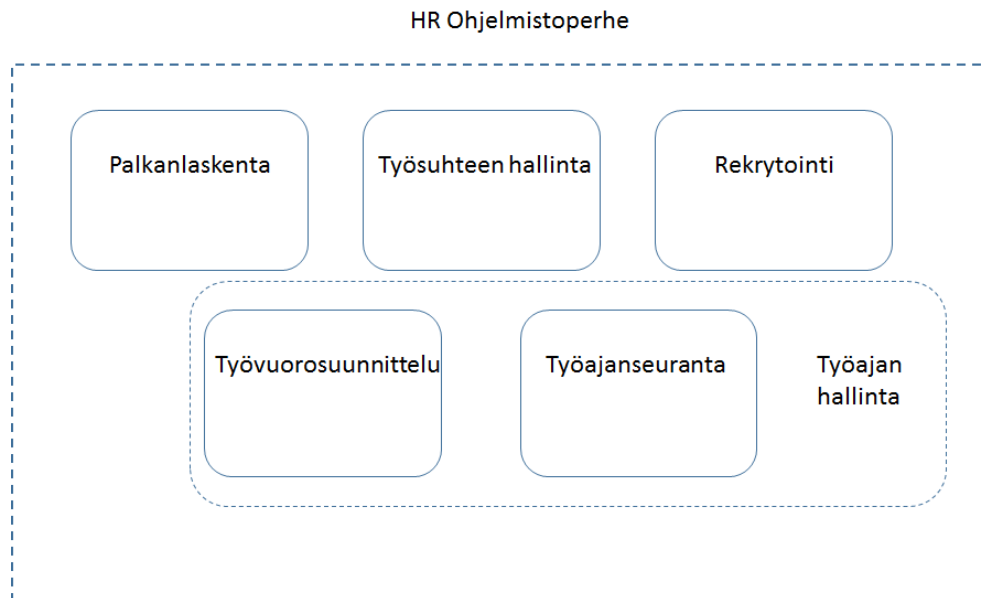 HR Ohjelmistoperhe
Palkanlaskenta
Työsuhteen hallinta
Rekrytointi
Työvuorosuunnittelu
Työajanseuranta
Työajan
hallinta